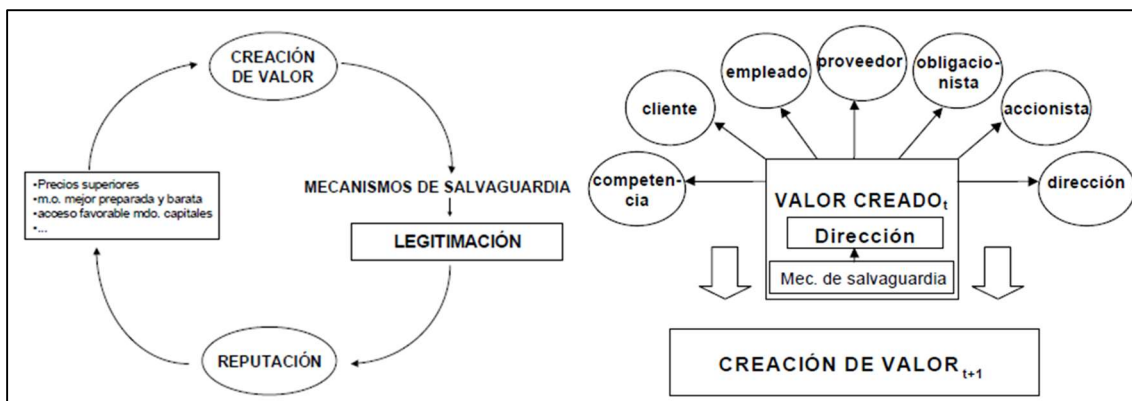 CREACIÓN
DE VALOR
•Precios superiores
•m.o. mejor preparada y barata
•acceso favorable mdo. capitales
•...
MECANISMOS DE SALVAGUARDIA
LEGITIMACIÓN
REPUTACIÓN
competen-
cia
cliente
empleado
proveedor
obligacio-
nista
accionista
dirección
VALOR CREADOt
Dirección
Mec. de salvaguardia
CREACIÓN DE VALOR t+1